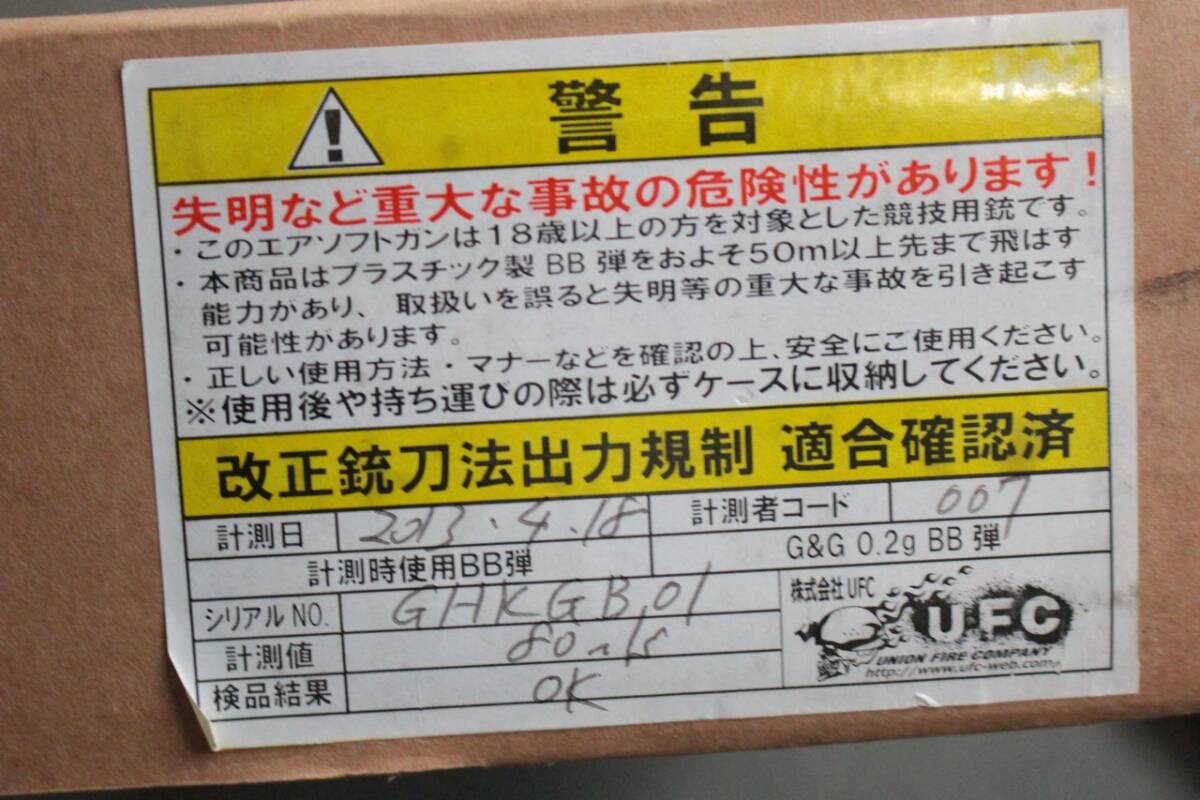 警告
失明など重大な事故の危険性があります！
・このエアソフトガンは18歳以上の方を対象とした競技用銃です。
・本商品はプラスチック製BB弾をおよそ50m以上先まで飛ばす
能力があり、取扱いを誤ると失明等の重大な事故を引き起こす
可能性があります。
・正しい使用方法・マナーなどを確認の上、安全にご使用ください。
※使用後や持ち運びの際は必ずケースに収納してください。
改正銃刀法出力規制 適合確認済
計測日 2013.4.18 計測者コード 007
計測時使用BB弾 G&G 0.2g BB弾
シリアルNO. GHKGB01
計測値 80m/s
検品結果 OK
株式会社UFC
UFC
UNION FIRE COMPANY
http://www.ufc-web.com/